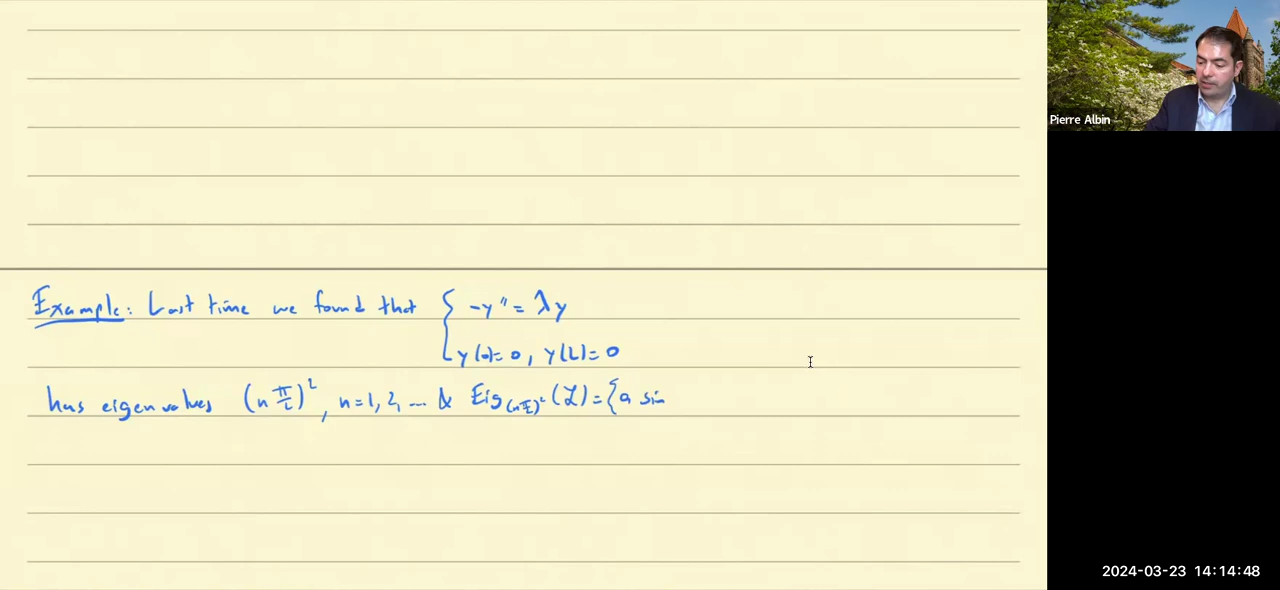 Example: Last time we found that { -y" = λy
y(0)=0, y(L)=0
has eigenvalues (n π/L)², n=1,2,... & Eig_(nπ/L)² (ℒ) = {a sin
Pierre Albin
2024-03-23 14:14:48